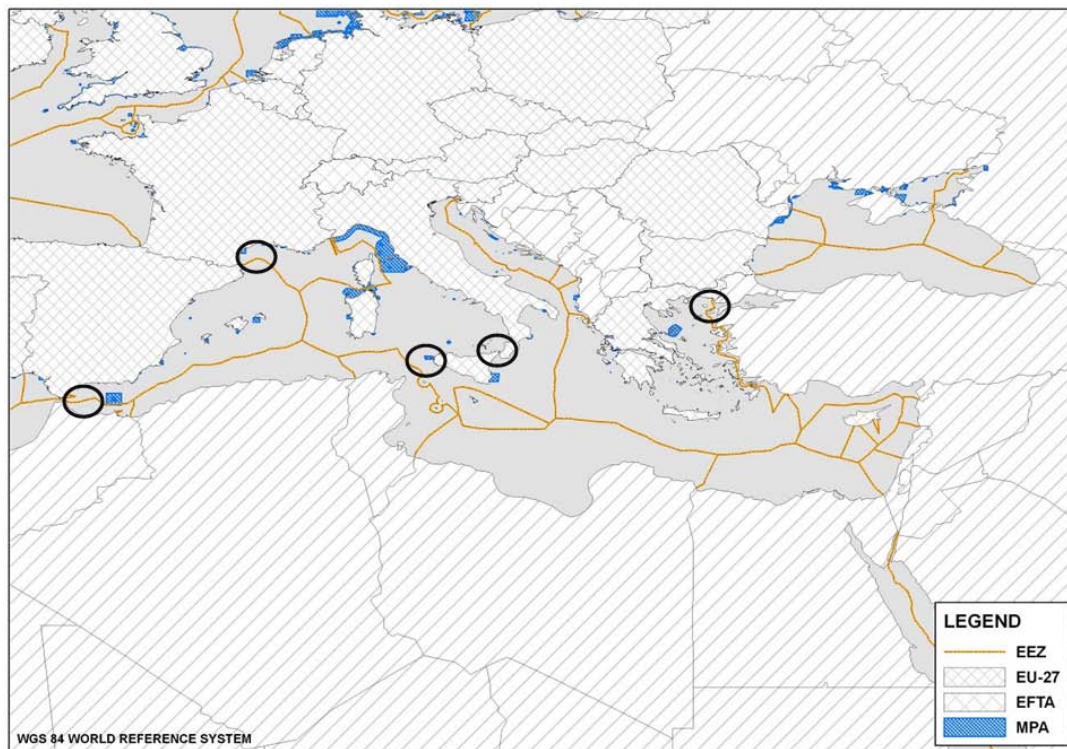 LEGEND
EEZ
EU-27
EFTA
MPA
WGS 84 WORLD REFERENCE SYSTEM